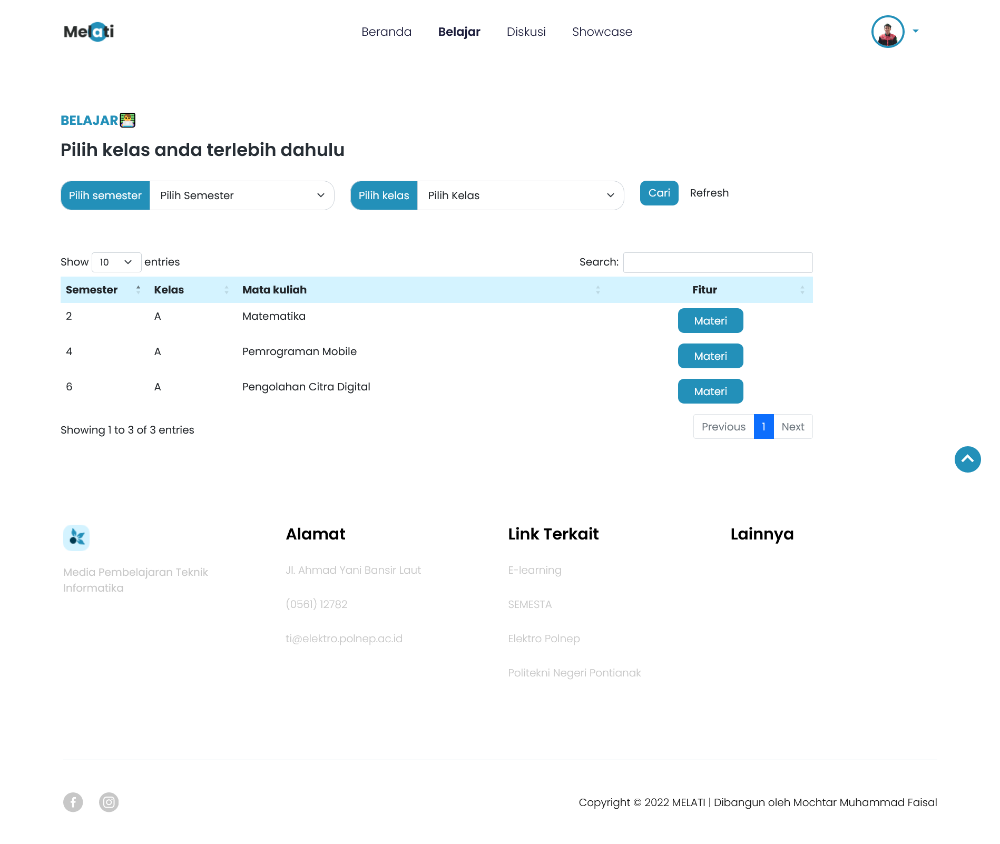 Melati
Beranda Belajar Diskusi Showcase
BELAJAR
Pilih kelas anda terlebih dahulu
Pilih semester Pilih Semester Pilih kelas Pilih Kelas Cari Refresh
Show 10 entries Search:
Semester Kelas Mata kuliah Fitur
2 A Matematika Materi
4 A Pemrograman Mobile Materi
6 A Pengolahan Citra Digital Materi
Showing 1 to 3 of 3 entries Previous 1 Next
Media Pembelajaran Teknik
Informatika
Alamat
Jl. Ahmad Yani Bansir Laut
(0561) 12782
ti@elektro.polnep.ac.id
Link Terkait
E-learning
SEMESTA
Elektro Polnep
Politekni Negeri Pontianak
Lainnya
Copyright © 2022 MELATI | Dibangun oleh Mochtar Muhammad Faisal